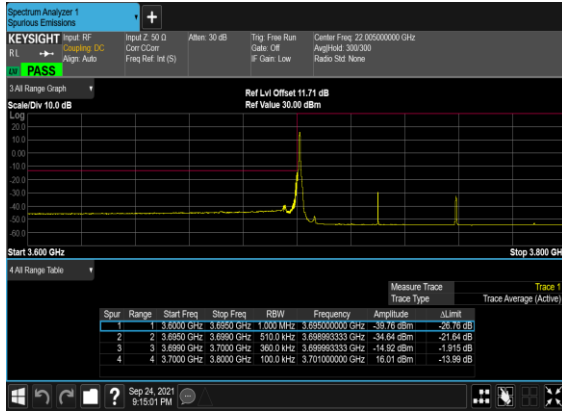 Spectrum Analyzer 1
Spurious Emissions
KEYSIGHT Input: RF Input Z: 50 Ω Atten: 30 dB Trig: Free Run Center Freq: 22.005000000 GHz
RL Coupling: DC Corr CCorr Gate: Off Avg|Hold: 300/300
Align: Auto Freq Ref: Int (S) IF Gain: Low Radio Std: None
PASS
3 All Range Graph Ref Lvl Offset 11.71 dB
Scale/Div 10.0 dB Ref Value 30.00 dBm
Log
20.0
10.0
0.00
-10.0
-20.0
-30.0
-40.0
-50.0
-60.0
Start 3.600 GHz Stop 3.800 GH
4 All Range Table
Measure Trace Trace 1
Trace Type Trace Average (Active)
Spur Range Start Freq Stop Freq RBW Frequency Amplitude ΔLimit
1 1 3.6000 GHz 3.6950 GHz 1.000 MHz 3.695000000 GHz -39.76 dBm -26.76 dB
2 2 3.6950 GHz 3.6990 GHz 510.0 kHz 3.698993333 GHz -34.64 dBm -21.64 dB
3 3 3.6990 GHz 3.7000 GHz 360.0 kHz 3.699993333 GHz -14.92 dBm -1.915 dB
4 4 3.7000 GHz 3.8000 GHz 100.0 kHz 3.701000000 GHz 16.01 dBm -13.99 dB
Sep 24, 2021
9:15:01 PM